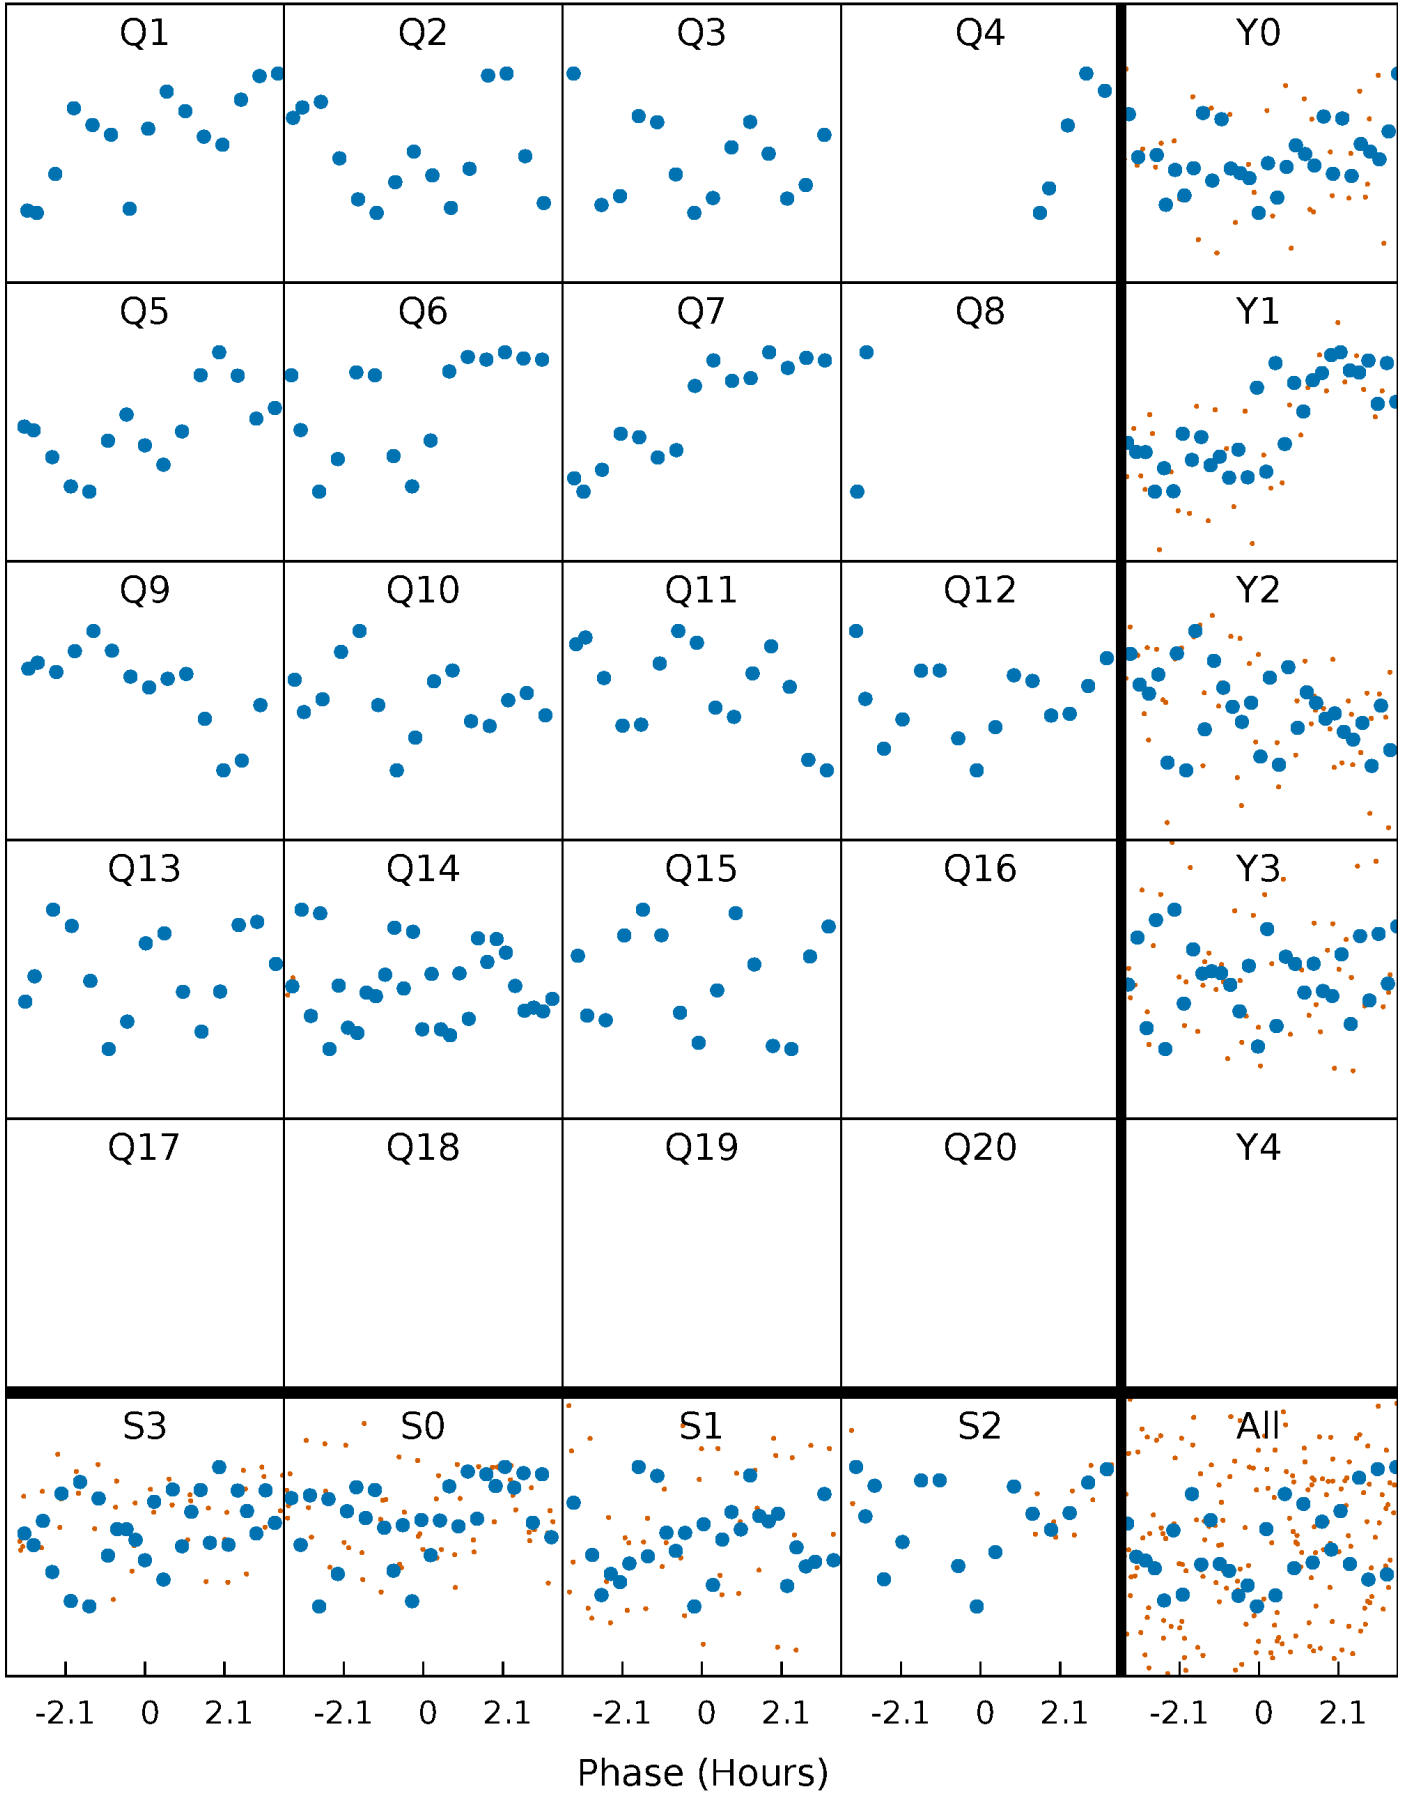 Q1 Q2 Q3 Q4 Y0
Q5 Q6 Q7 Q8 Y1
Q9 Q10 Q11 Q12 Y2
Q13 Q14 Q15 Q16 Y3
Q17 Q18 Q19 Q20 Y4
S3 S0 S1 S2 All
-2.1 0 2.1 -2.1 0 2.1 -2.1 0 2.1 -2.1 0 2.1 -2.1 0 2.1
Phase (Hours)